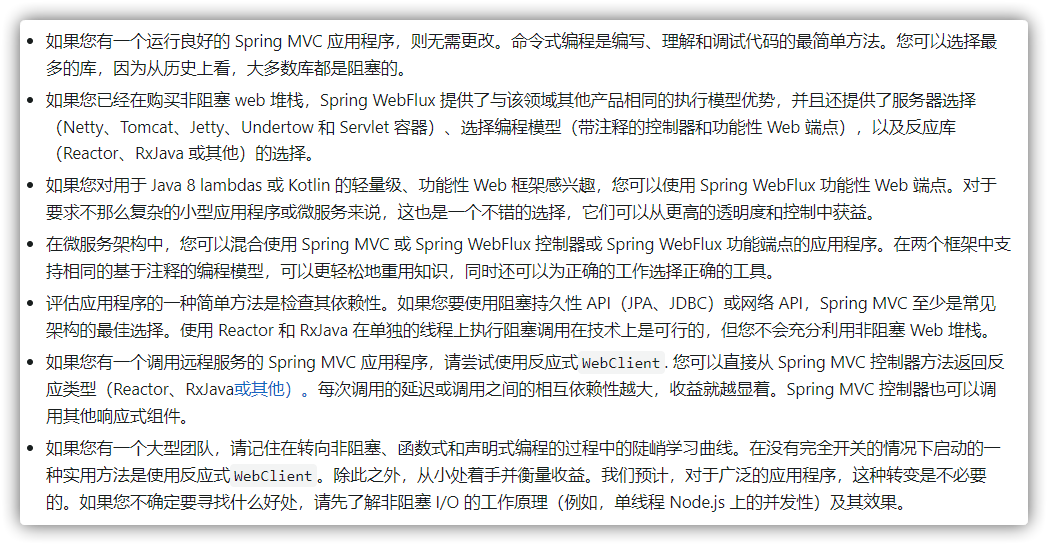 如果您有一个运行良好的 Spring MVC 应用程序，则无需更改。命令式编程是编写、理解和调试代码的最简单方法。您可以选择最
多的库，因为从历史上看，大多数库都是阻塞的。
如果您已经在购买非阻塞 web 堆栈，Spring WebFlux 提供了与该领域其他产品相同的执行模型优势，并且还提供了服务器选择
（Netty、Tomcat、Jetty、Undertow 和 Servlet 容器）、选择编程模型（带注释的控制器和功能性 Web 端点），以及反应库
（Reactor、RxJava 或其他）的选择。
如果您对用于 Java 8 lambdas 或 Kotlin 的轻量级、功能性 Web 框架感兴趣，您可以使用 Spring WebFlux 功能性 Web 端点。对于
要求不那么复杂的小型应用程序或微服务来说，这也是一个不错的选择，它们可以从更高的透明度和控制中获益。
在微服务架构中，您可以混合使用 Spring MVC 或 Spring WebFlux 控制器或 Spring WebFlux 功能端点的应用程序。在两个框架中支
持相同的基于注释的编程模型，可以更轻松地重用知识，同时还可以为正确的工作选择正确的工具。
评估应用程序的一种简单方法是检查其依赖性。如果您要使用阻塞持久性 API（JPA、JDBC）或网络 API，Spring MVC 至少是常见
架构的最佳选择。使用 Reactor 和 RxJava 在单独的线程上执行阻塞调用在技术上是可行的，但您不会充分利用非阻塞 Web 堆栈。
如果您有一个调用远程服务的 Spring MVC 应用程序，请尝试使用反应式 WebClient. 您可以直接从 Spring MVC 控制器方法返回反
应类型（Reactor、RxJava或其他）。每次调用的延迟或调用之间的相互依赖性越大，收益就越显着。Spring MVC 控制器也可以调
用其他响应式组件。
如果您有一个大型团队，请记住在转向非阻塞、函数式和声明式编程的过程中的陡峭学习曲线。在没有完全开关的情况下启动的一
种实用方法是使用反应式 WebClient 。除此之外，从小处着手并衡量收益。我们预计，对于广泛的应用程序，这种转变是不必要
的。如果您不确定要寻找什么好处，请先了解非阻塞 I/O 的工作原理（例如，单线程 Node.js 上的并发性）及其效果。